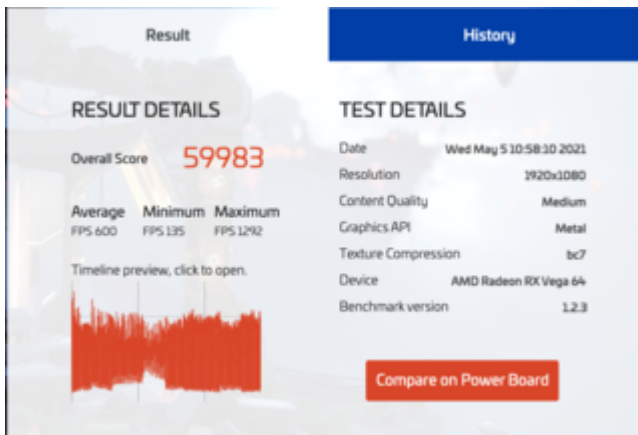 Result
History
RESULT DETAILS
Overall Score 59983
Average Minimum Maximum
FPS 600 FPS 135 FPS 1292
Timeline preview, click to open.
TEST DETAILS
Date Wed May 5 10:58:10 2021
Resolution 1920x1080
Content Quality Medium
Graphics API Metal
Texture Compression bc7
Device AMD Radeon RX Vega 64
Benchmark version 1.2.3
Compare on Power Board